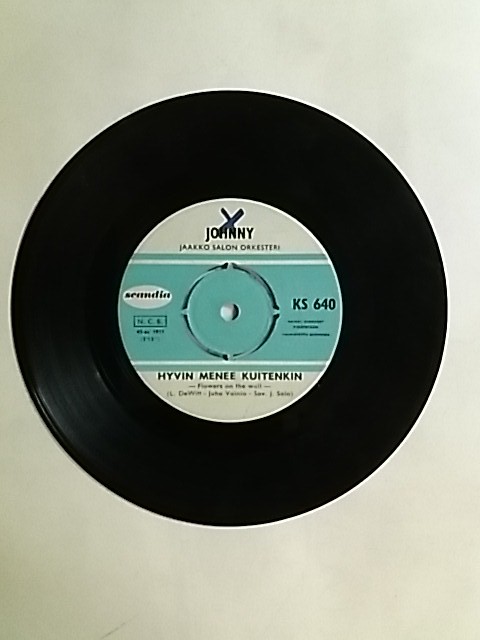 JOHNNY
JAAKKO SALON ORKESTERI
scandia
KS 640
N.C.B.
HYVIN MENEE KUITENKIN
— Flowers on the wall —
(L. DeWitt - Juha Vainio - Sov. J. Salo)